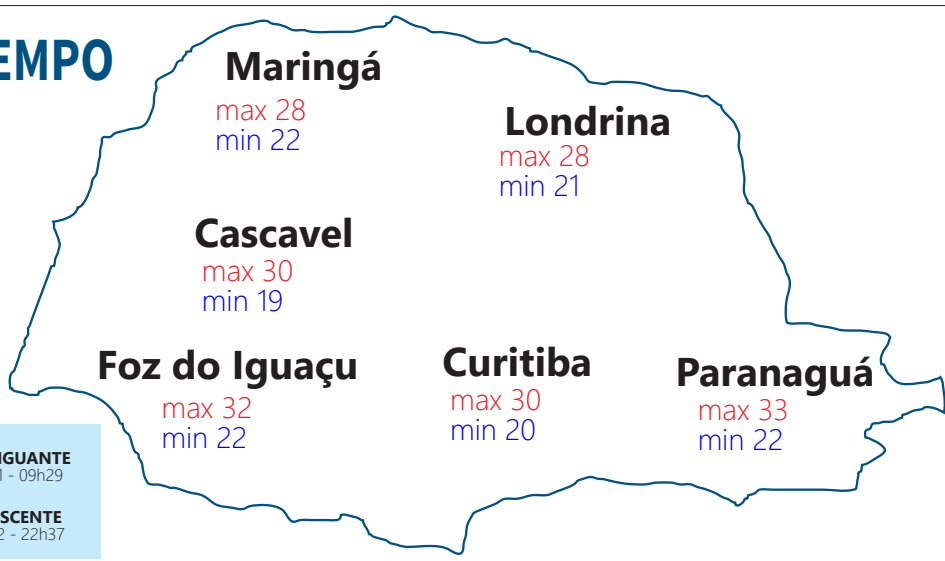 EMPO
Maringá
max 28
min 22
Londrina
max 28
min 21
Cascavel
max 30
min 19
Foz do Iguaçu
max 32
min 22
Curitiba
max 30
min 20
Paranaguá
max 33
min 22
IGUANTE
1 - 09h29
SCENTE
2 - 22h37